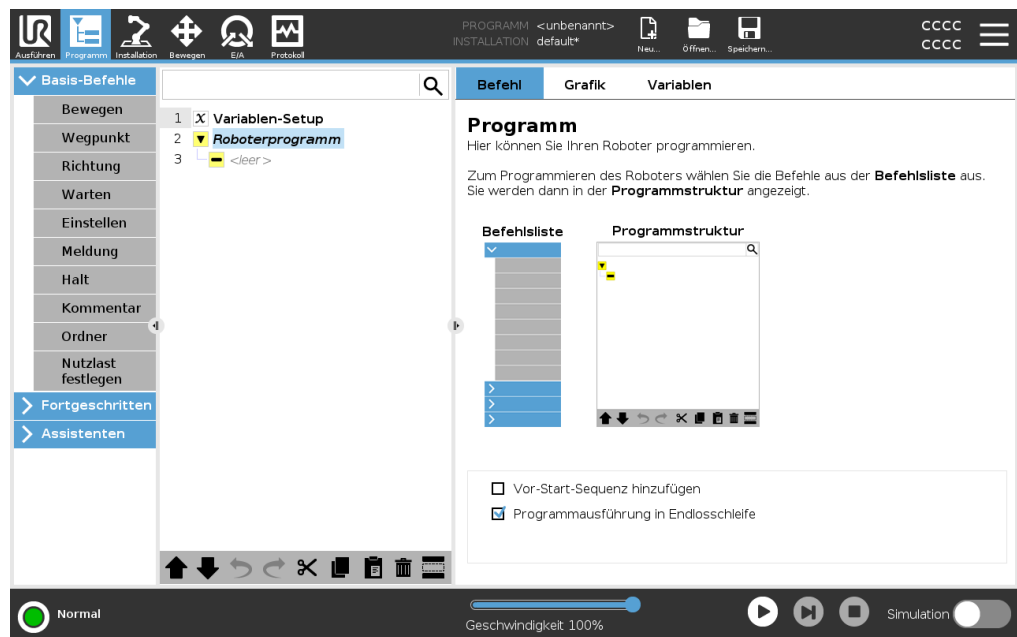 PROGRAMM <unbenannt>
INSTALLATION default*
CCCC
CCCC
Ausführen Programm Installation Bewegen E/A Protokoll
Neu... Öffnen... Speichern...
Basis-Befehle
Bewegen
Wegpunkt
Richtung
Warten
Einstellen
Meldung
Halt
Kommentar
Ordner
Nutzlast
festlegen
Fortgeschritten
Assistenten
1 X Variablen-Setup
2 Roboterprogramm
3 <leer>
Befehl Grafik Variablen
Programm
Hier können Sie Ihren Roboter programmieren.
Zum Programmieren des Roboters wählen Sie die Befehle aus der Befehlsliste aus.
Sie werden dann in der Programmstruktur angezeigt.
Befehlsliste Programmstruktur
Vor-Start-Sequenz hinzufügen
Programmausführung in Endlosschleife
Normal
Geschwindigkeit 100%
Simulation